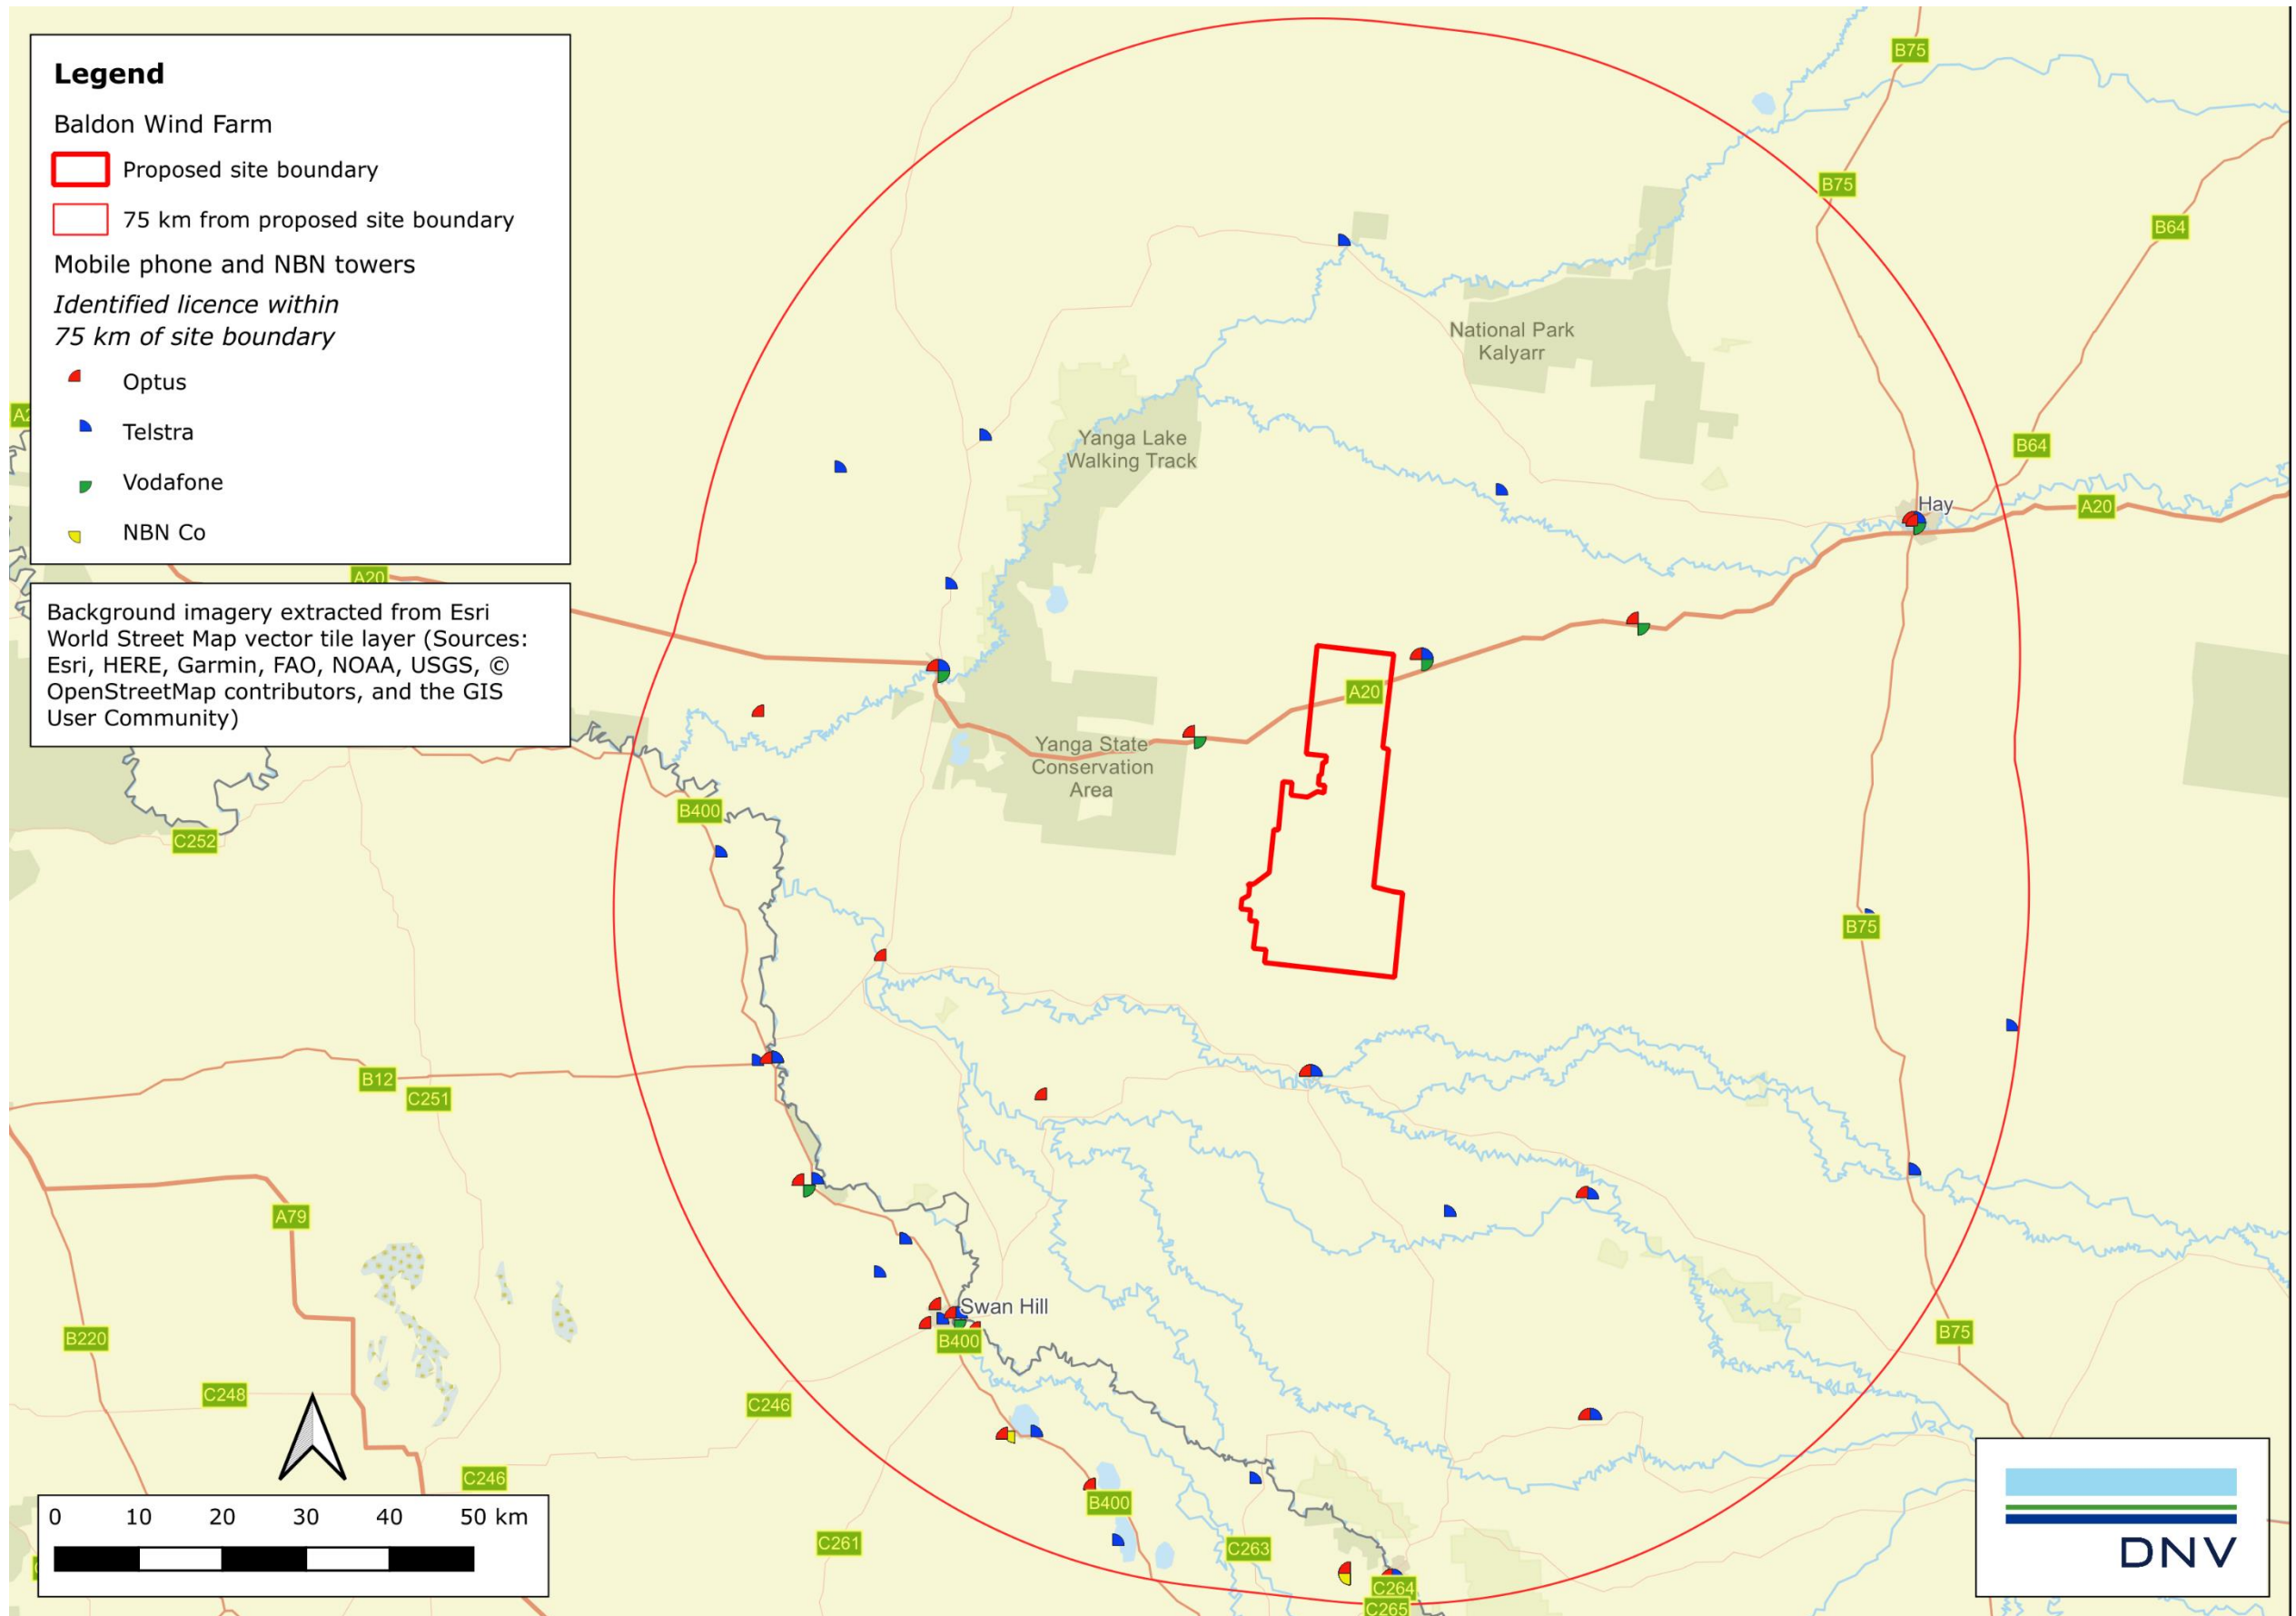 Legend
Baldon Wind Farm
Proposed site boundary
75 km from proposed site boundary
Mobile phone and NBN towers
Identified licence within
75 km of site boundary
Optus
Telstra
Vodafone
NBN Co
Background imagery extracted from Esri
World Street Map vector tile layer (Sources:
Esri, HERE, Garmin, FAO, NOAA, USGS, ©
OpenStreetMap contributors, and the GIS
User Community)
B75
B75
B64
National Park
Kalyarr
Yanga Lake
Walking Track
B64
Hay
A20
A20
A20
Yanga State
Conservation
Area
B400
C252
B75
B12
C251
A79
Swan Hill
B400
B220
B75
C248
C246
C246
B400
C261
C263
C264
C265
0 10 20 30 40 50 km
DNV